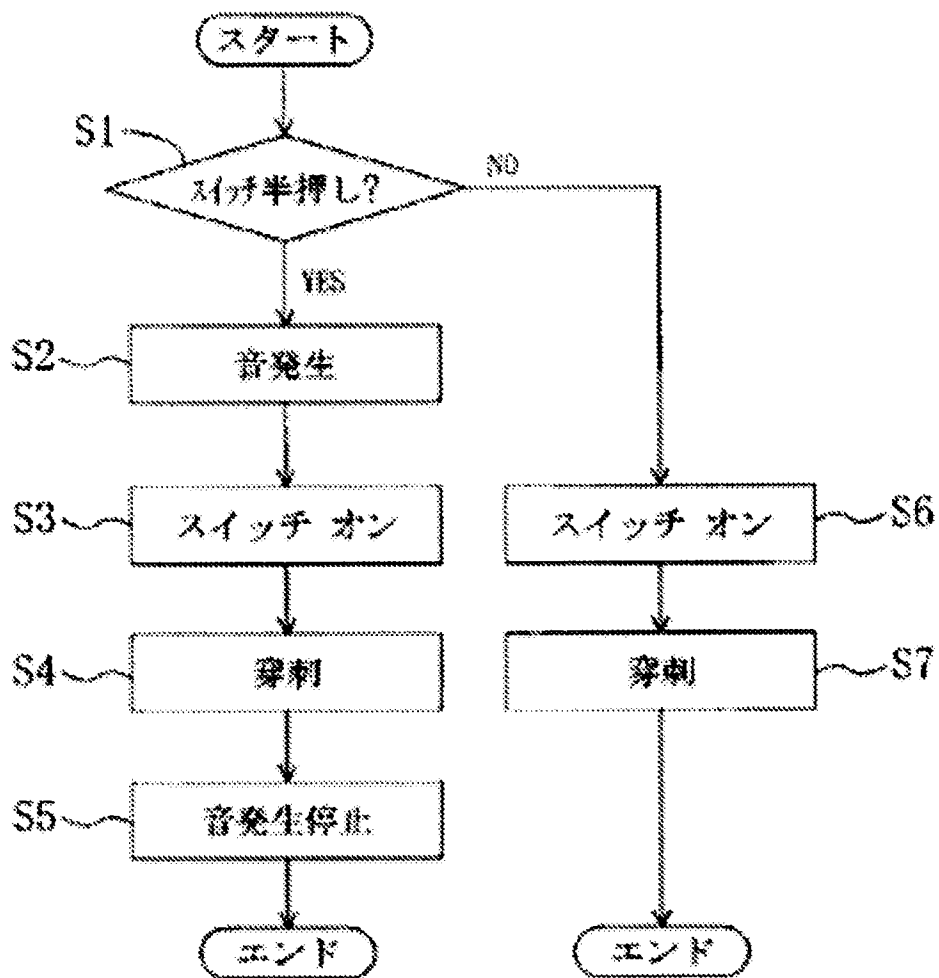 スタート
S1
スイッチ半押し?
NO
YES
S2
音発生
S3
スイッチ オン
スイッチ オン
S6
S4
穿刺
穿刺
S7
S5
音発生停止
エンド
エンド